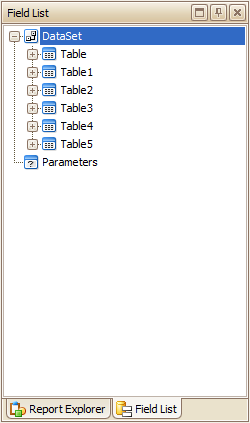 Field List
DataSet
Table
Table1
Table2
Table3
Table4
Table5
Parameters
Report Explorer Field List